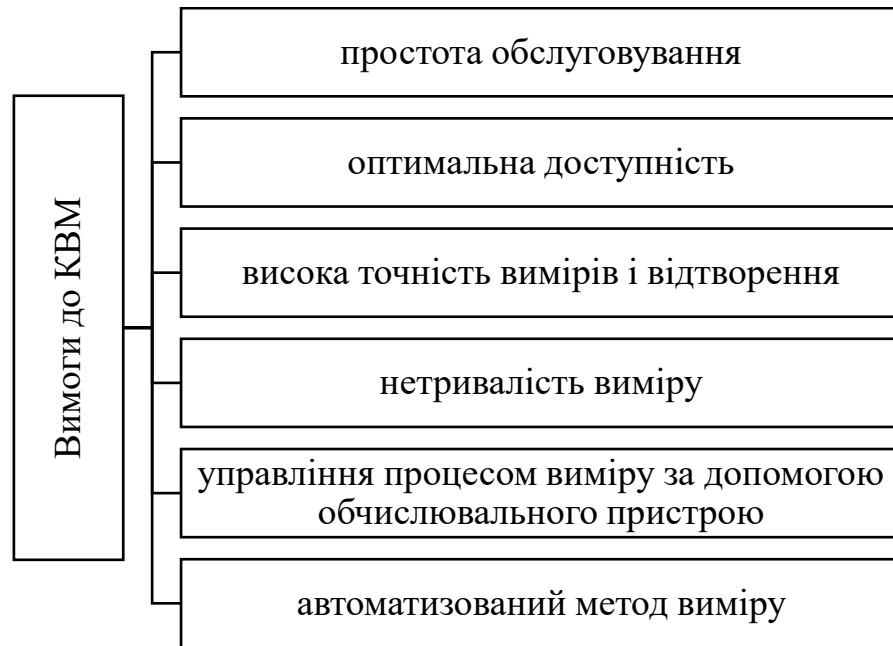 Вимоги до КВМ
простота обслуговування
оптимальна доступність
висока точність вимірів і відтворення
нетривалість виміру
управління процесом виміру за допомогою
обчислювального пристрою
автоматизований метод виміру